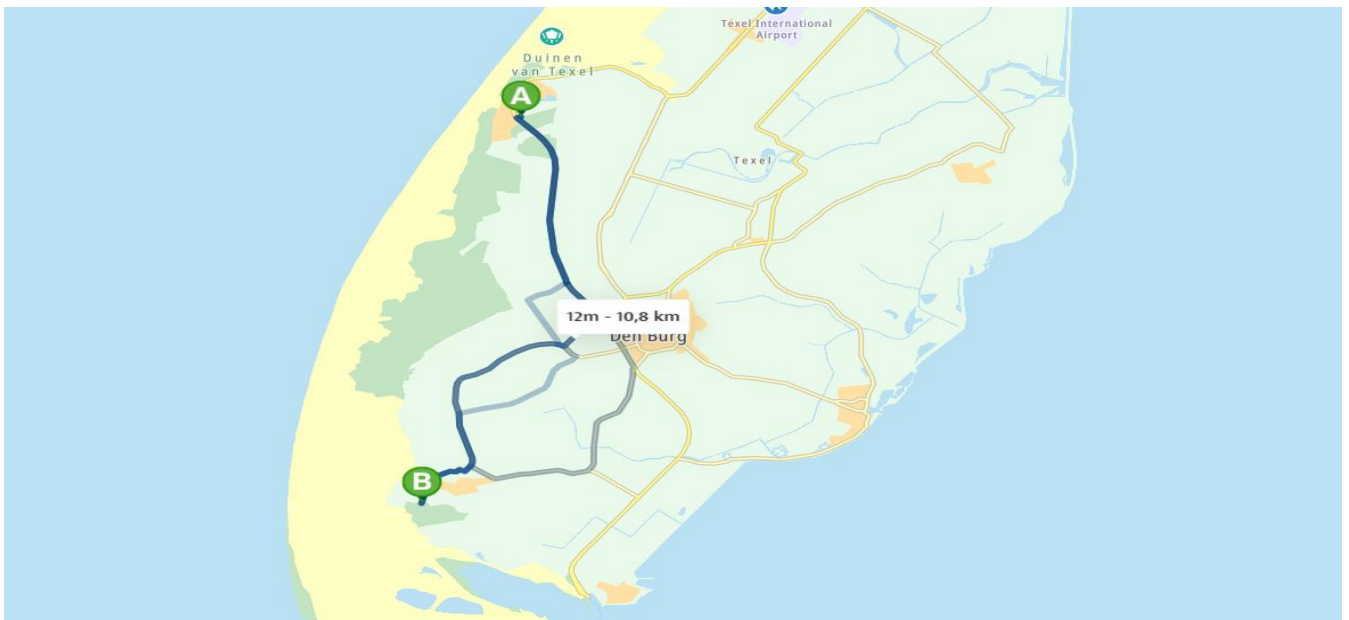 Texel International
Airport
Duinen
van Texel
A
Texel
12m - 10,8 km
Den Burg
B